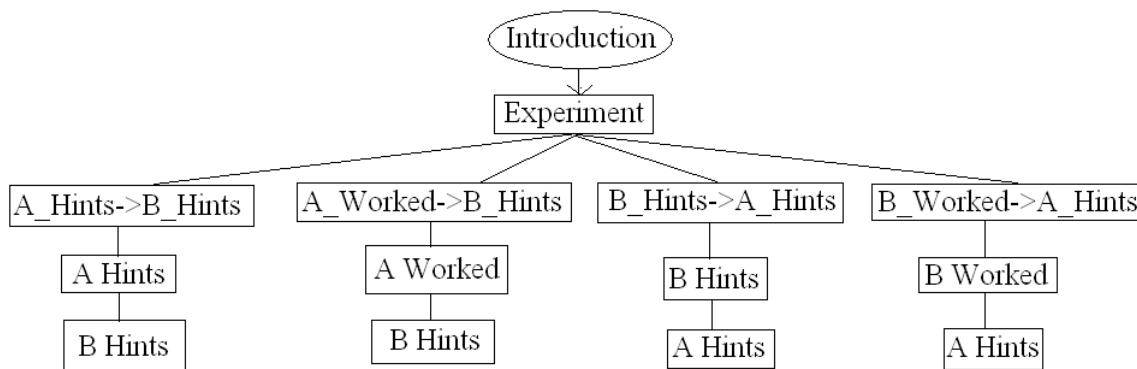 Introduction
Experiment
A_Hints->B_Hints
A_Worked->B_Hints
B_Hints->A_Hints
B_Worked->A_Hints
A Hints
A Worked
B Hints
B Worked
B Hints
B Hints
A Hints
A Hints